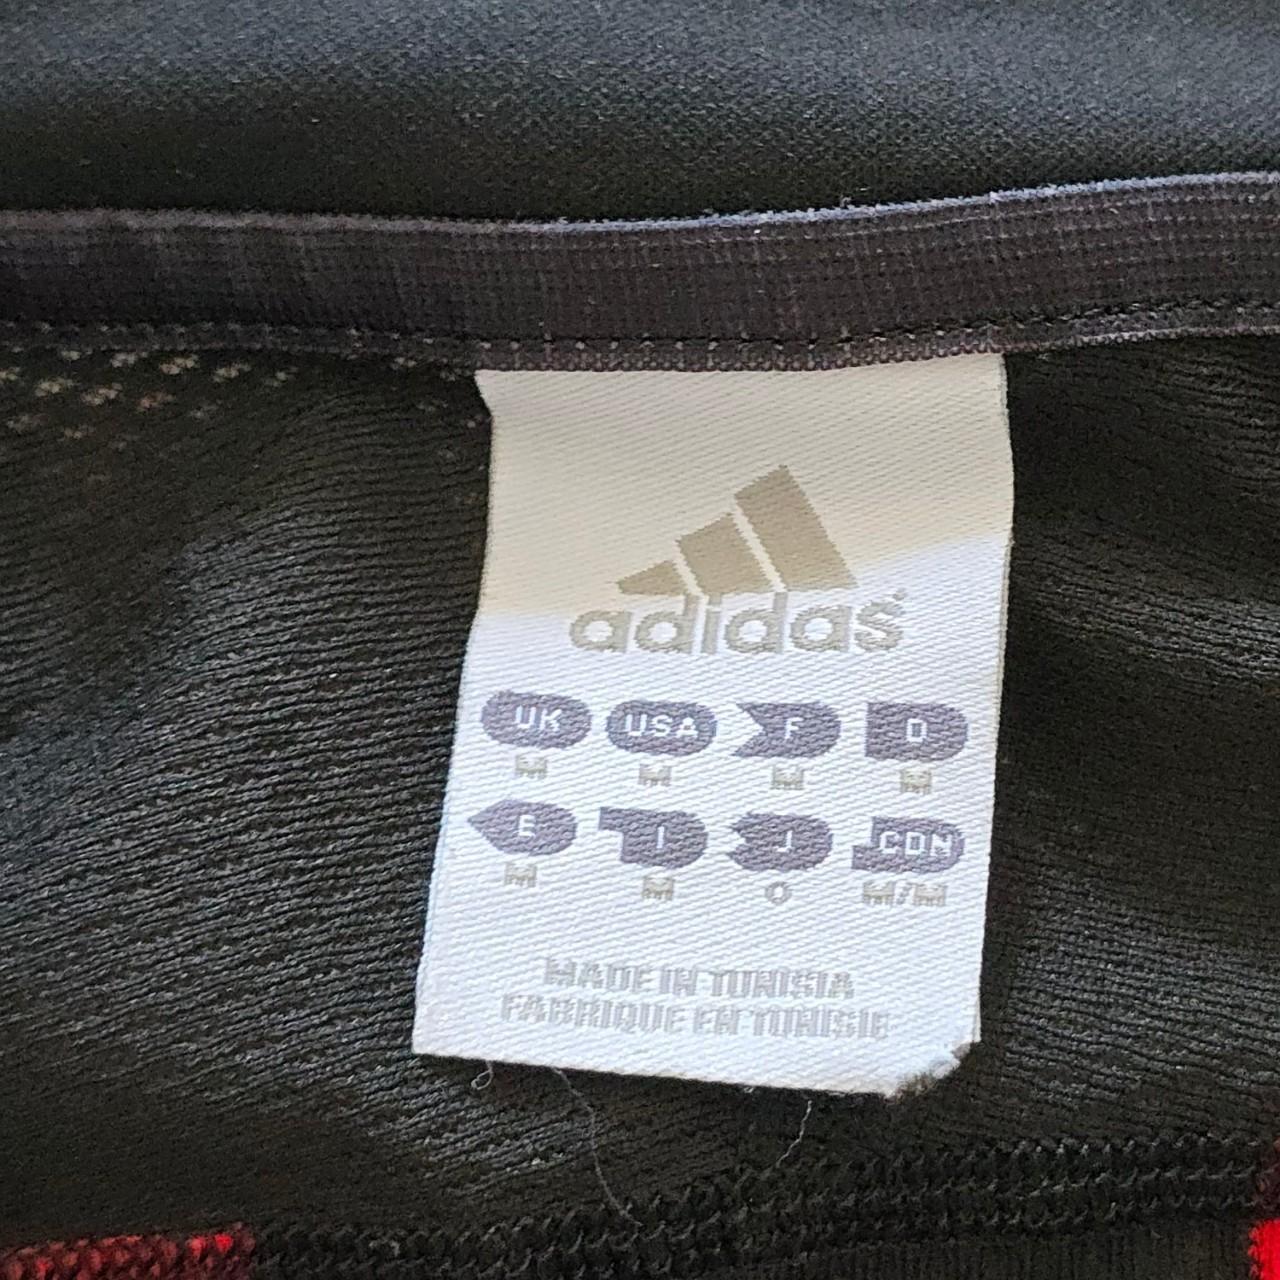 adidas
UK USA F D
M M M M
E I J CDN
M M O M/M
MADE IN TUNISIA
FABRIQUE EN TUNISIE